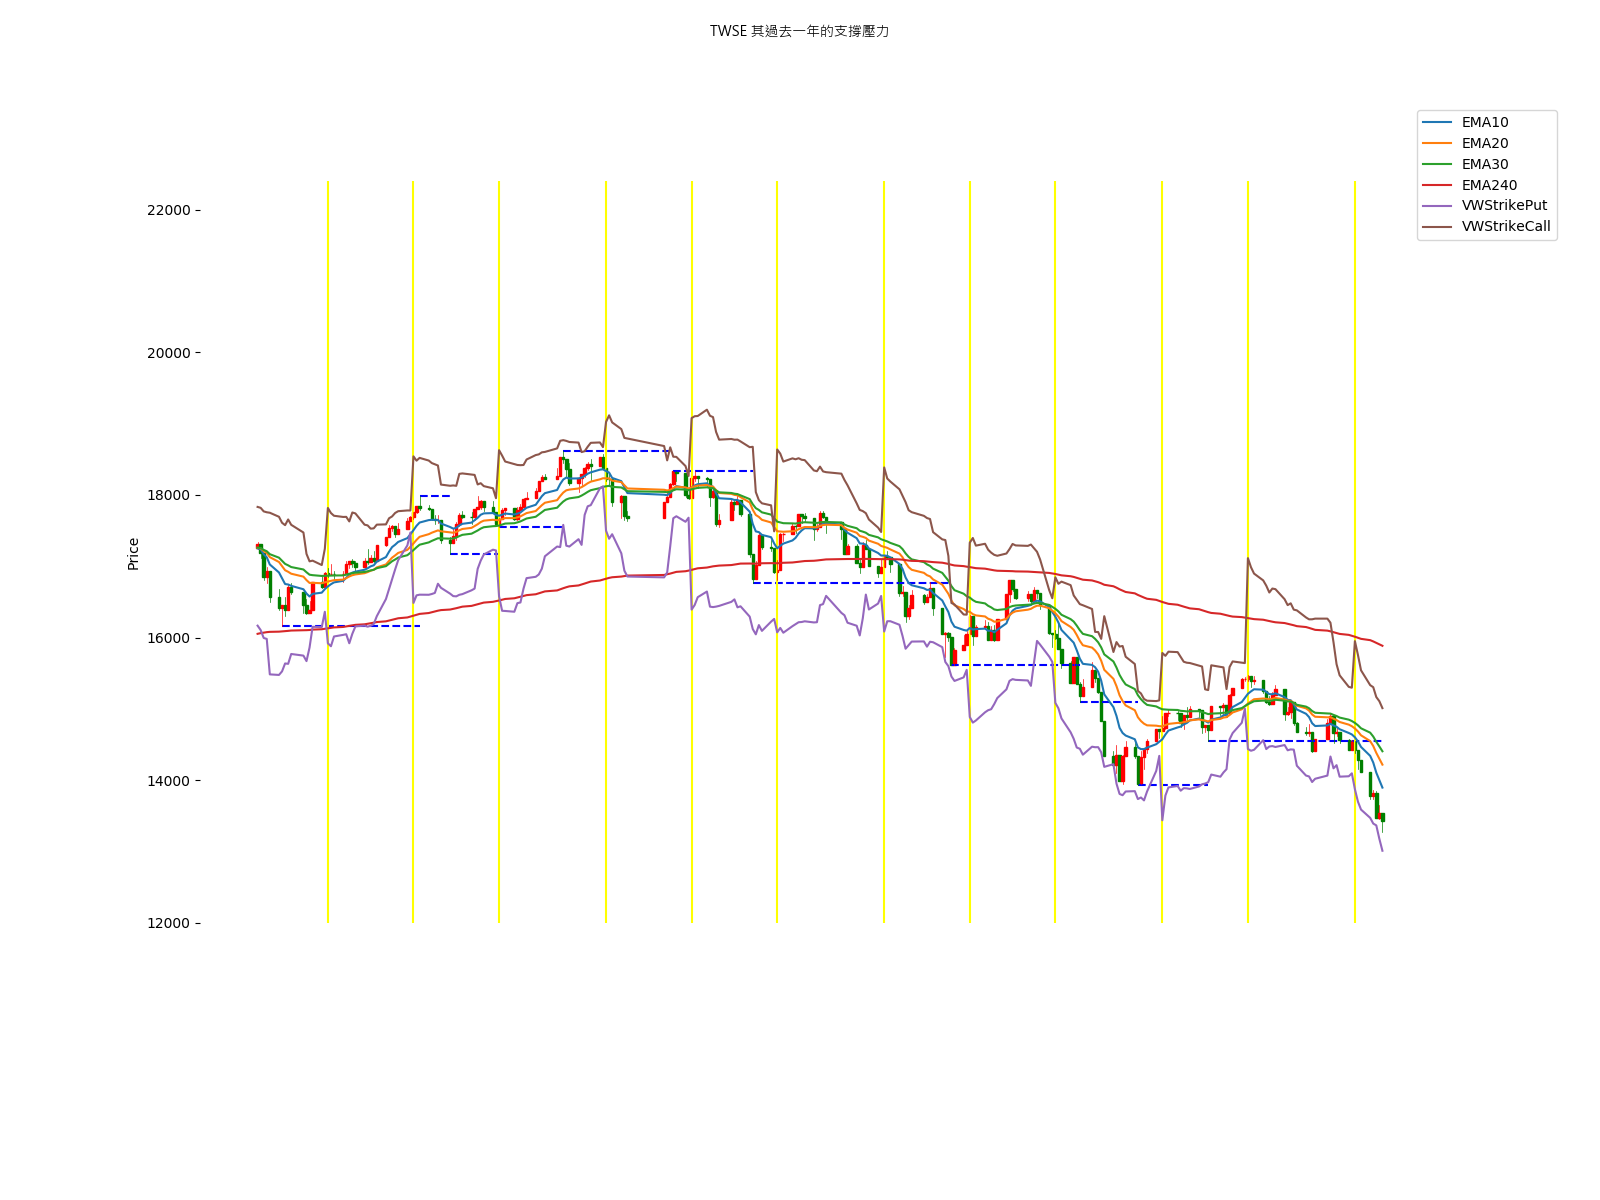 TWSE 其過去一年的支撐壓力
EMA10
EMA20
EMA30
EMA240
VWStrikePut
VWStrikeCall
22000
20000
18000
16000
14000
12000
Price